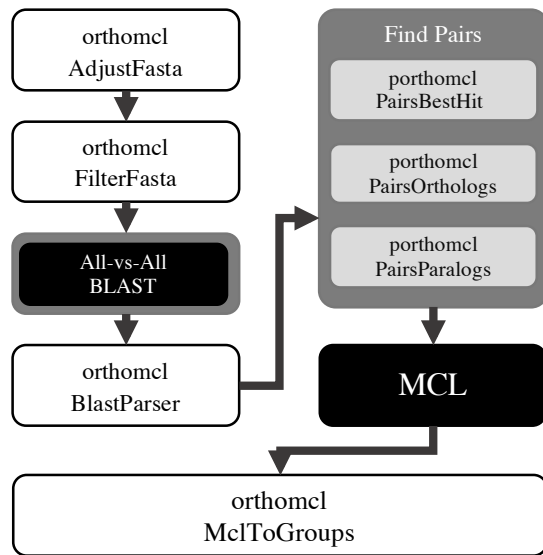 orthomcl
AdjustFasta
orthomcl
FilterFasta
All-vs-All
BLAST
orthomcl
BlastParser
Find Pairs
porthomcl
PairsBestHit
porthomcl
PairsOrthologs
porthomcl
PairsParalogs
MCL
orthomcl
MclToGroups